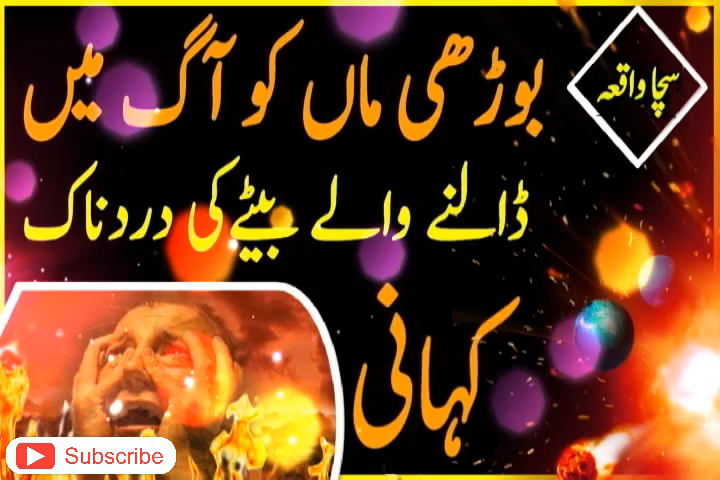 سچا واقعہ
بوڑھی ماں کو آگ میں
ڈالنے والے بیٹے کی دردناک
کہانی
Subscribe